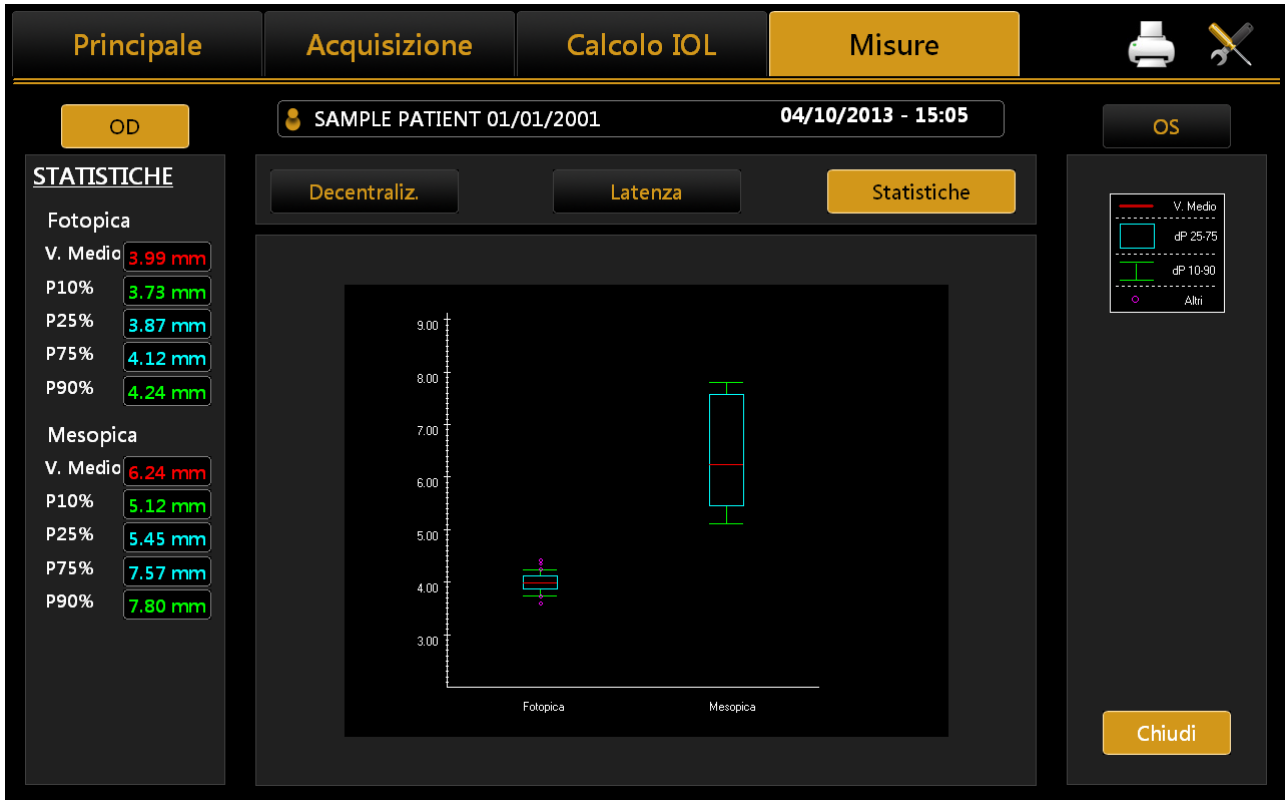 Principale
Acquisizione
Calcolo IOL
Misure
OD
SAMPLE PATIENT 01/01/2001 04/10/2013 - 15:05
OS
STATISTICHE
Fotopica
V. Medio 3.99 mm
P10% 3.73 mm
P25% 3.87 mm
P75% 4.12 mm
P90% 4.24 mm
Mesopica
V. Medio 6.24 mm
P10% 5.12 mm
P25% 5.45 mm
P75% 7.57 mm
P90% 7.80 mm
Decentraliz.
Latenza
Statistiche
9.00
8.00
7.00
6.00
5.00
4.00
3.00
Fotopica
Mesopica
V. Medio
dP 25-75
dP 10-90
Altri
Chiudi